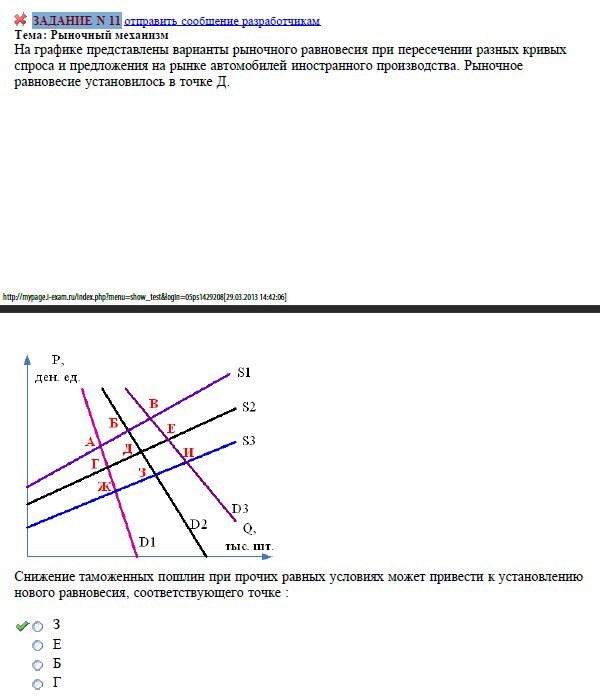 ЗАДАНИЕ N 11 отправить сообщение разработчикам
Тема: Рыночный механизм
На графике представлены варианты рыночного равновесия при пересечении разных кривых
спроса и предложения на рынке автомобилей иностранного производства. Рыночное
равновесие установилось в точке Д.
http://mypage.i-exam.ru/index.php?menu=show_test&login=05ps1429208[29.03.2013 14:42:06]
P,
ден. ед.
S1
В
S2
Б
Е
А
S3
Д
И
Г
З
Ж
D3
D2
Q,
D1
тыс. шт.
Снижение таможенных пошлин при прочих равных условиях может привести к установлению
нового равновесия, соответствующего точке :
З
Е
Б
Г